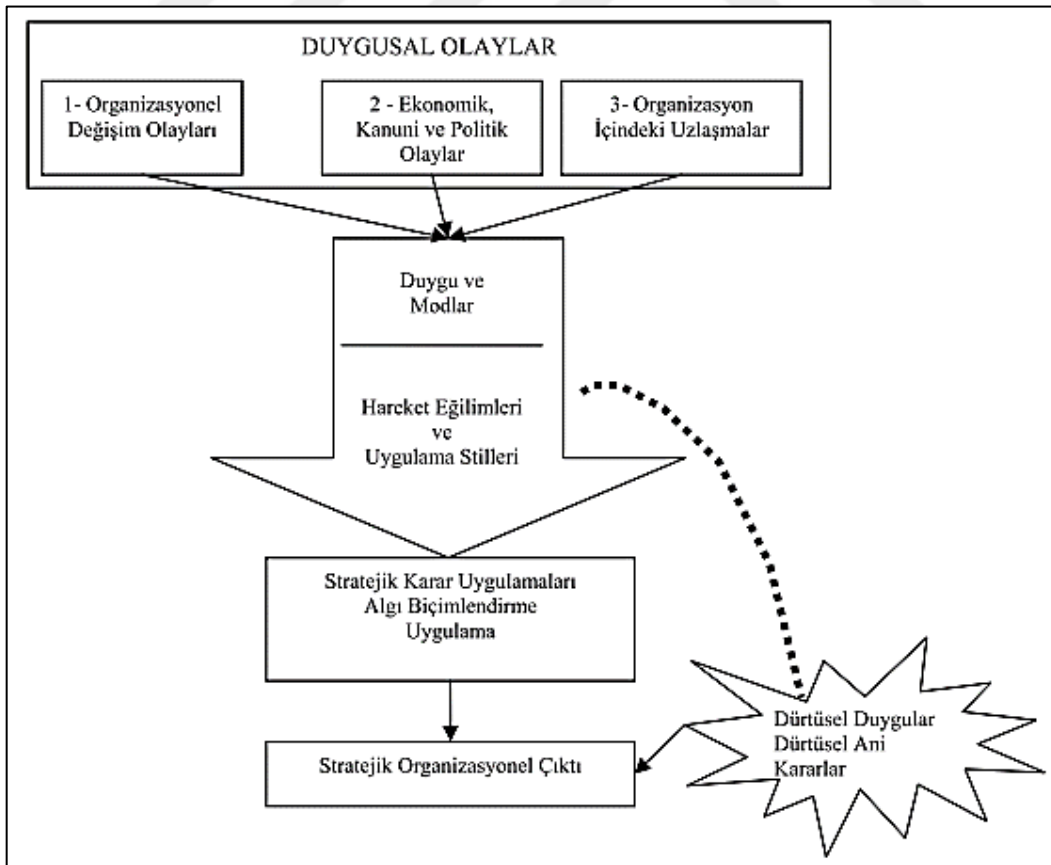 DUYGUSAL OLAYLAR
1- Organizasyonel
Değişim Olayları
2 - Ekonomik,
Kanuni ve Politik
Olaylar
3- Organizasyon
İçindeki Uzlaşmalar
Duygu ve
Modlar
Hareket Eğilimleri
ve
Uygulama Stilleri
Stratejik Karar Uygulamaları
Algı Biçimlendirme
Uygulama
Stratejik Organizasyonel Çıktı
Dürtüsel Duygular
Dürtüsel Ani
Kararlar